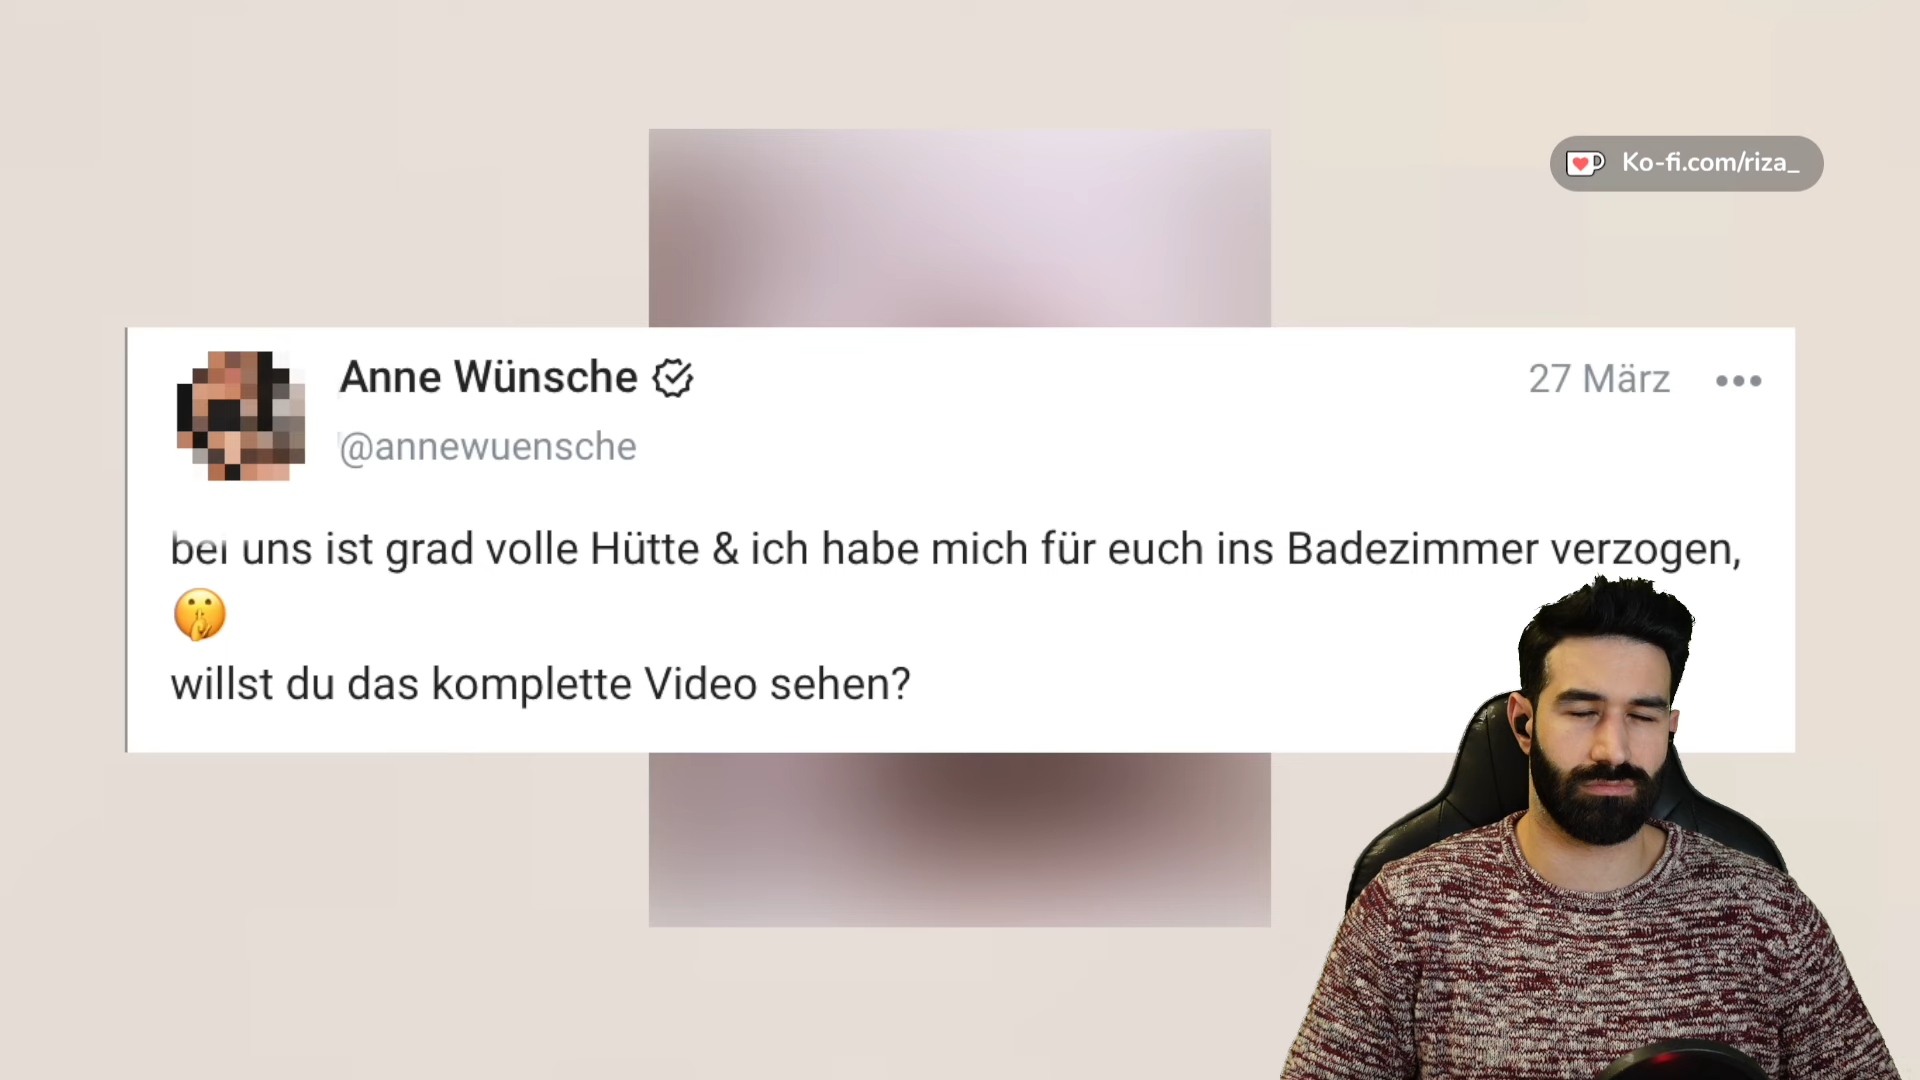 Ko-fi.com/riza_
Anne Wünsche
27 März
@annewuensche
bei uns ist grad volle Hütte & ich habe mich für euch ins Badezimmer verzogen,
🤫
willst du das komplette Video sehen?